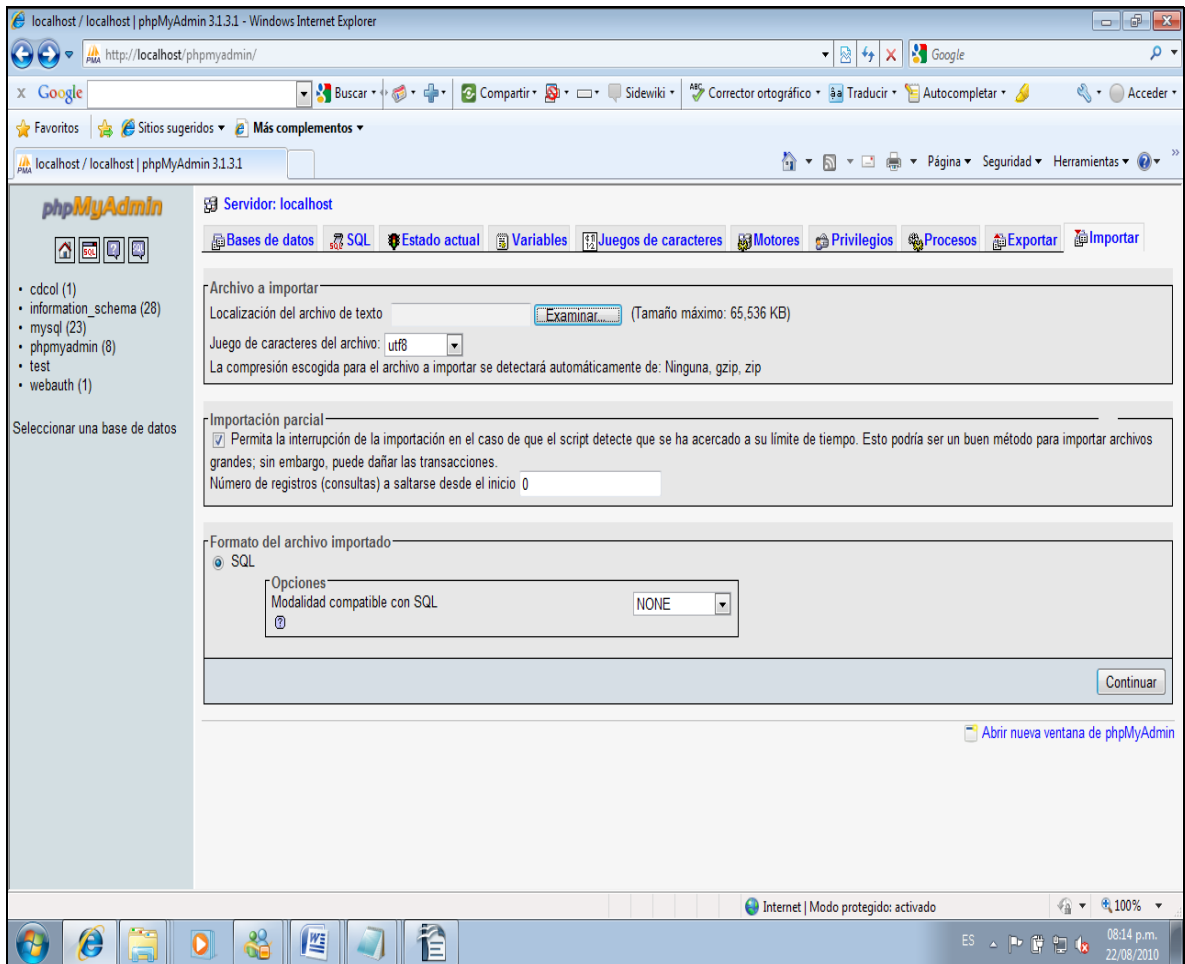 localhost / localhost | phpMyAdmin 3.1.3.1 - Windows Internet Explorer
http://localhost/phpmyadmin/
Google
x Google
Buscar
Compartir
Sidewiki
Corrector ortográfico
Traducir
Autocompletar
Acceder
Favoritos
Sitios sugeridos
Más complementos
localhost / localhost | phpMyAdmin 3.1.3.1
Página
Seguridad
Herramientas
phpMyAdmin
Servidor: localhost
Bases de datos
SQL
Estado actual
Variables
Juegos de caracteres
Motores
Privilegios
Procesos
Exportar
Importar
cdcol (1)
information_schema (28)
mysql (23)
phpmyadmin (8)
test
webauth (1)
Seleccionar una base de datos
Archivo a importar
Localización del archivo de texto
Examinar...
(Tamaño máximo: 65,536 KB)
Juego de caracteres del archivo: utf8
La compresión escogida para el archivo a importar se detectará automáticamente de: Ninguna, gzip, zip
Importación parcial
Permita la interrupción de la importación en el caso de que el script detecte que se ha acercado a su límite de tiempo. Esto podría ser un buen método para importar archivos
grandes; sin embargo, puede dañar las transacciones.
Número de registros (consultas) a saltarse desde el inicio 0
Formato del archivo importado
SQL
Opciones
Modalidad compatible con SQL
NONE
Continuar
Abrir nueva ventana de phpMyAdmin
Internet | Modo protegido: activado
100%
ES
08:14 p.m.
22/08/2010